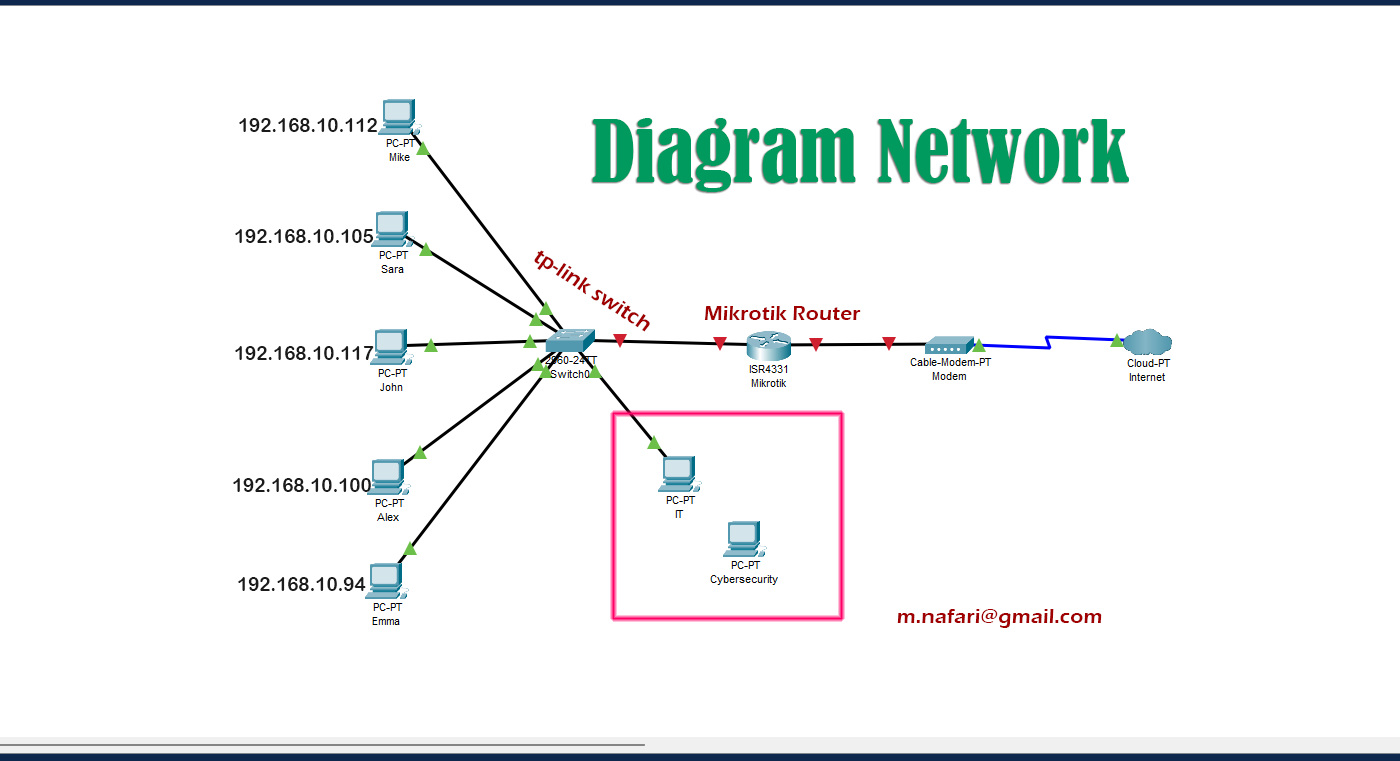 Diagram Network
192.168.10.112
PC-PT
Mike
192.168.10.105
PC-PT
Sara
tp-link switch
Mikrotik Router
192.168.10.117
PC-PT
John
2960-24TT
Switch0
ISR4331
Mikrotik
Cable-Modem-PT
Modem
Cloud-PT
Internet
192.168.10.100
PC-PT
Alex
PC-PT
IT
PC-PT
Cybersecurity
192.168.10.94
PC-PT
Emma
m.nafari@gmail.com